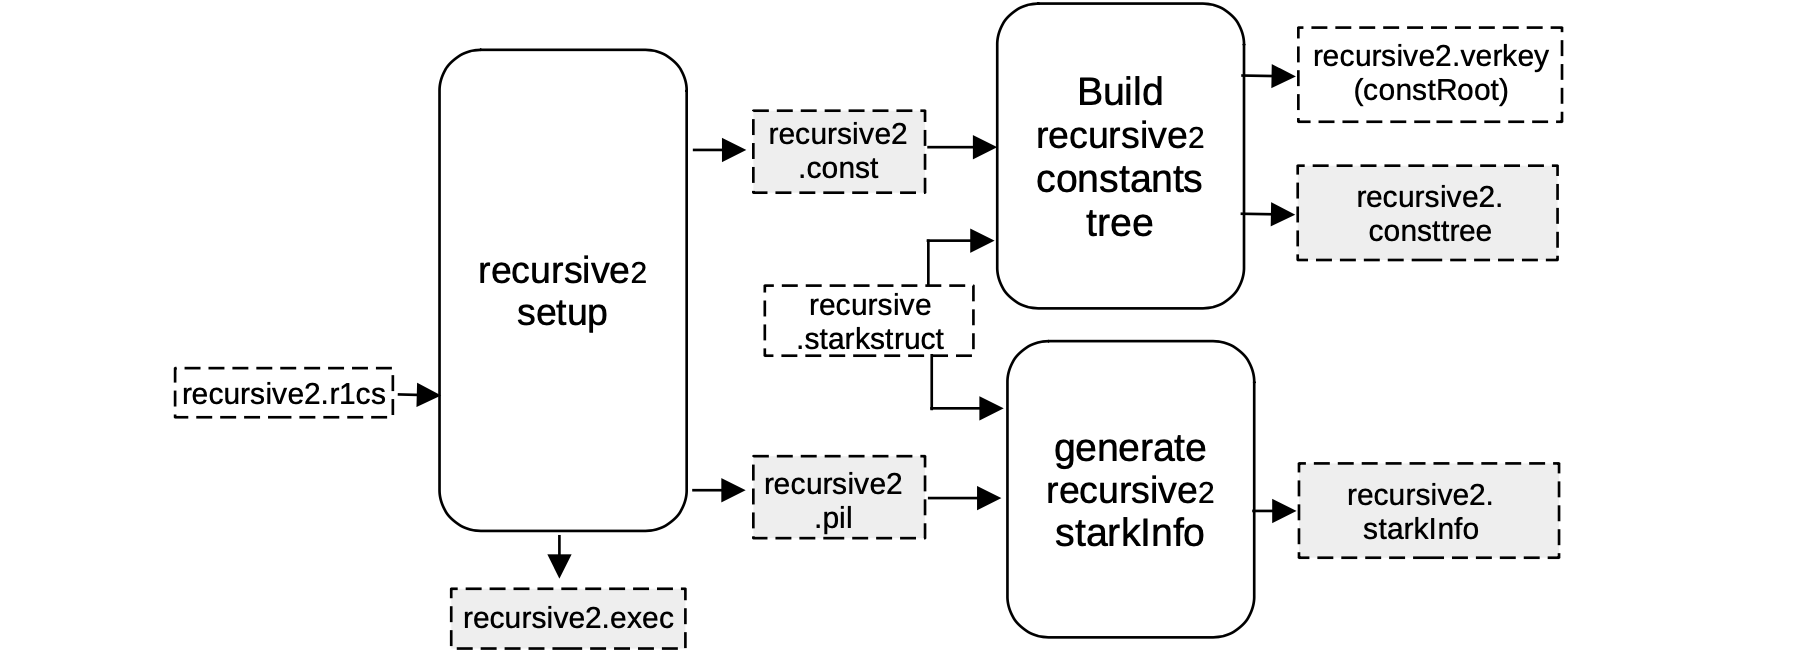 recursive2.r1cs
recursive2
setup
recursive2.exec
recursive2
.const
recursive
.starkstruct
recursive2
.pil
Build
recursive2
constants
tree
generate
recursive2
starkInfo
recursive2.verkey
(constRoot)
recursive2.
consttree
recursive2.
starkInfo